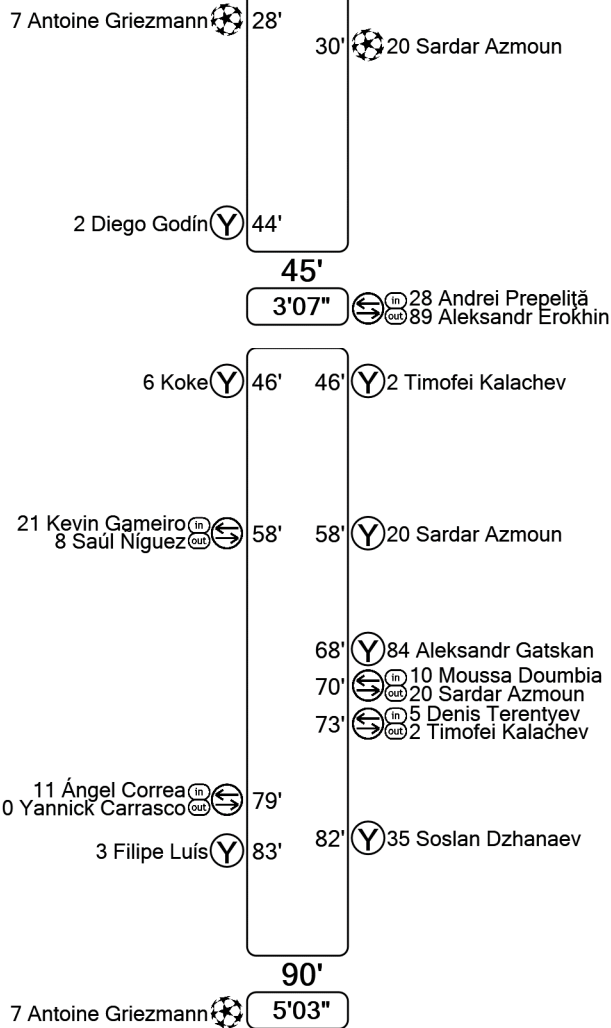 7 Antoine Griezmann 28'
30' 20 Sardar Azmoun
2 Diego Godín Y 44'
45'
3'07" in 28 Andrei Prepeliţă
out 89 Aleksandr Erokhin
6 Koke Y 46' 46' Y 2 Timofei Kalachev
21 Kevin Gameiro in
8 Saúl Níguez out 58' 58' Y 20 Sardar Azmoun
68' Y 84 Aleksandr Gatskan
70' in 10 Moussa Doumbia
out 20 Sardar Azmoun
73' in 5 Denis Terentyev
out 2 Timofei Kalachev
11 Ángel Correa in
0 Yannick Carrasco out 79'
82' Y 35 Soslan Dzhanaev
3 Filipe Luís Y 83'
90'
7 Antoine Griezmann 5'03"